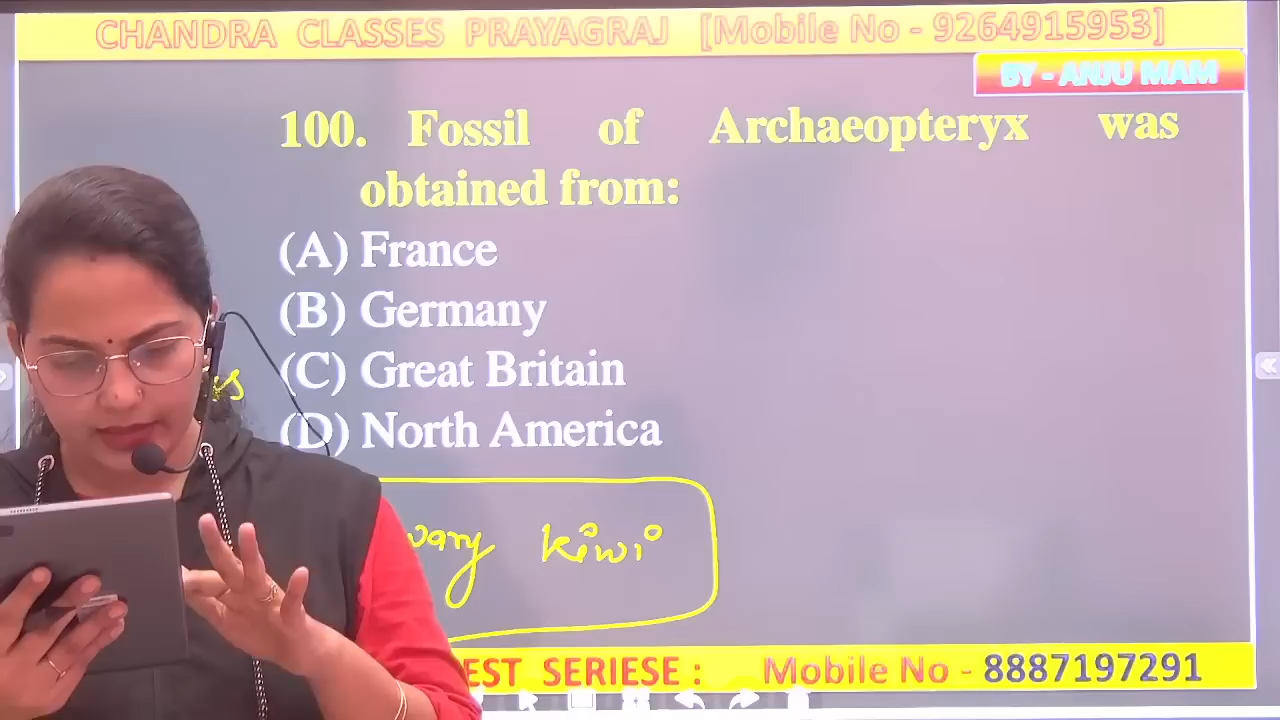 CHANDRA CLASSES PRAYAGRAJ [Mobile No - 9264915953]
BY - ANJU MAM
100. Fossil of Archaeopteryx was
obtained from:
(A) France
(B) Germany
(C) Great Britain
(D) North America
kiwi
SERIESE : Mobile No - 8887197291